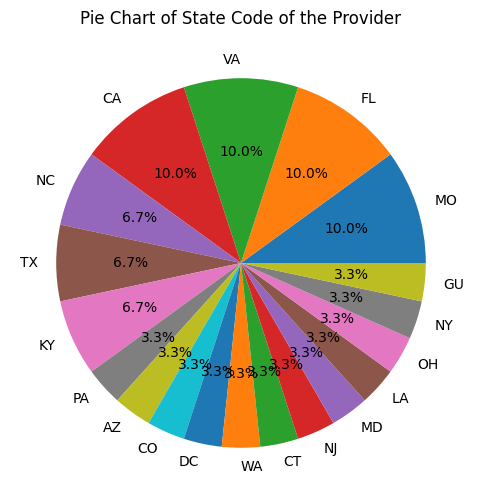 Pie Chart of State Code of the Provider
MO
10.0%
FL
10.0%
VA
10.0%
CA
10.0%
NC
6.7%
TX
6.7%
KY
6.7%
PA
3.3%
AZ
3.3%
CO
3.3%
DC
3.3%
WA
3.3%
CT
3.3%
NJ
3.3%
MD
3.3%
LA
3.3%
OH
3.3%
NY
3.3%
GU
3.3%